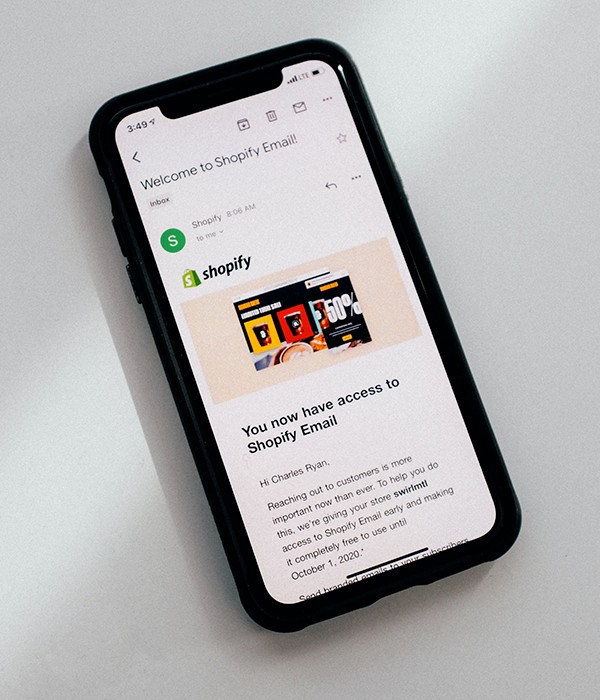 3:49
LTE
Welcome to Shopify Email!
Inbox
S
Shopify 8:06 AM
to me
shopify
50%
You now have access to
Shopify Email
Hi Charles Ryan,
Reaching out to customers is more
important now than ever. To help you do
this, we're giving your store swirlmtl
access to Shopify Email early and making
it completely free to use until
October 1, 2020.*
Send branded emails to your subscribers